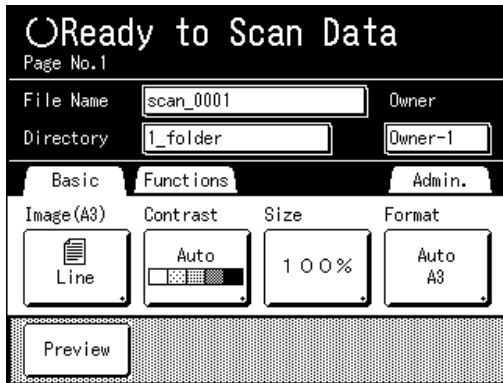 Ready to Scan Data
Page No.1
File Name scan_0001 Owner
Directory 1_folder Owner-1
Basic Functions Admin.
Image(A3) Contrast Size Format
Auto Auto
Line 100% A3
Preview